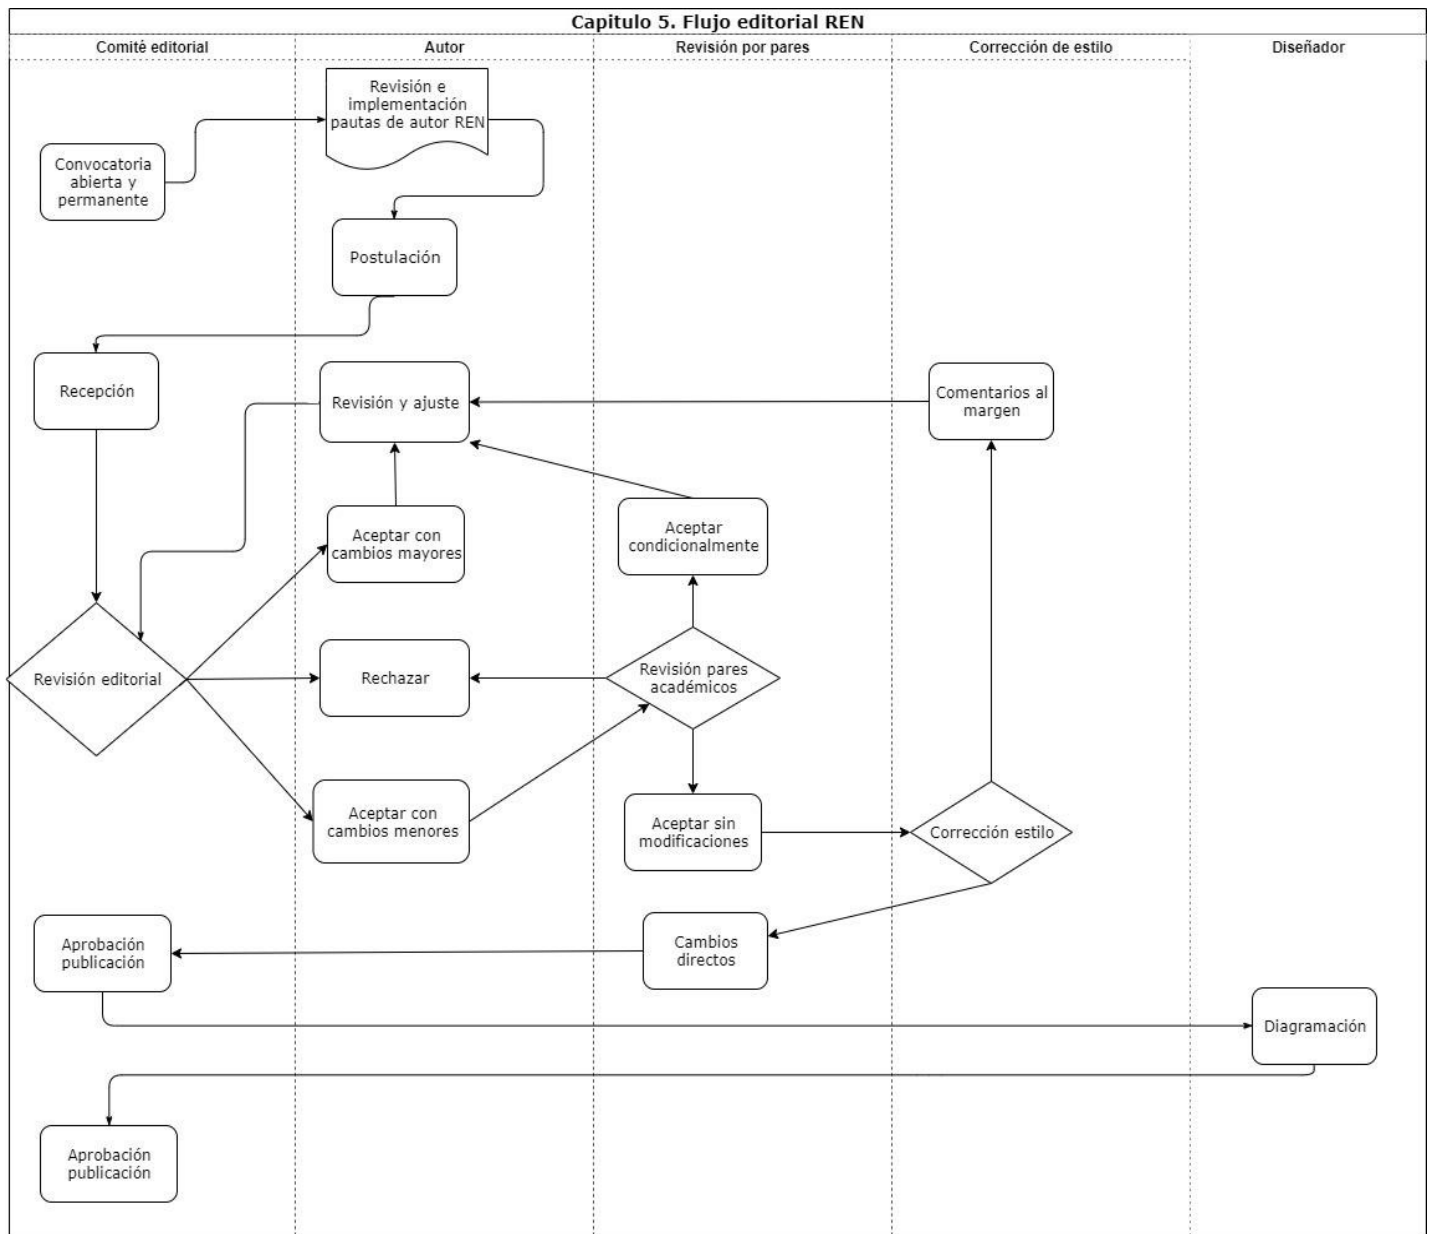 Capitulo 5. Flujo editorial REN
Comité editorial
Autor
Revisión por pares
Corrección de estilo
Diseñador
Revisión e
implementación
pautas de autor REN
Convocatoria
abierta y
permanente
Postulación
Recepción
Revisión y ajuste
Comentarios al
margen
Aceptar con
cambios mayores
Aceptar
condicionalmente
Revisión editorial
Rechazar
Revisión pares
académicos
Aceptar con
cambios menores
Aceptar sin
modificaciones
Corrección estilo
Aprobación
publicación
Cambios
directos
Diagramación
Aprobación
publicación